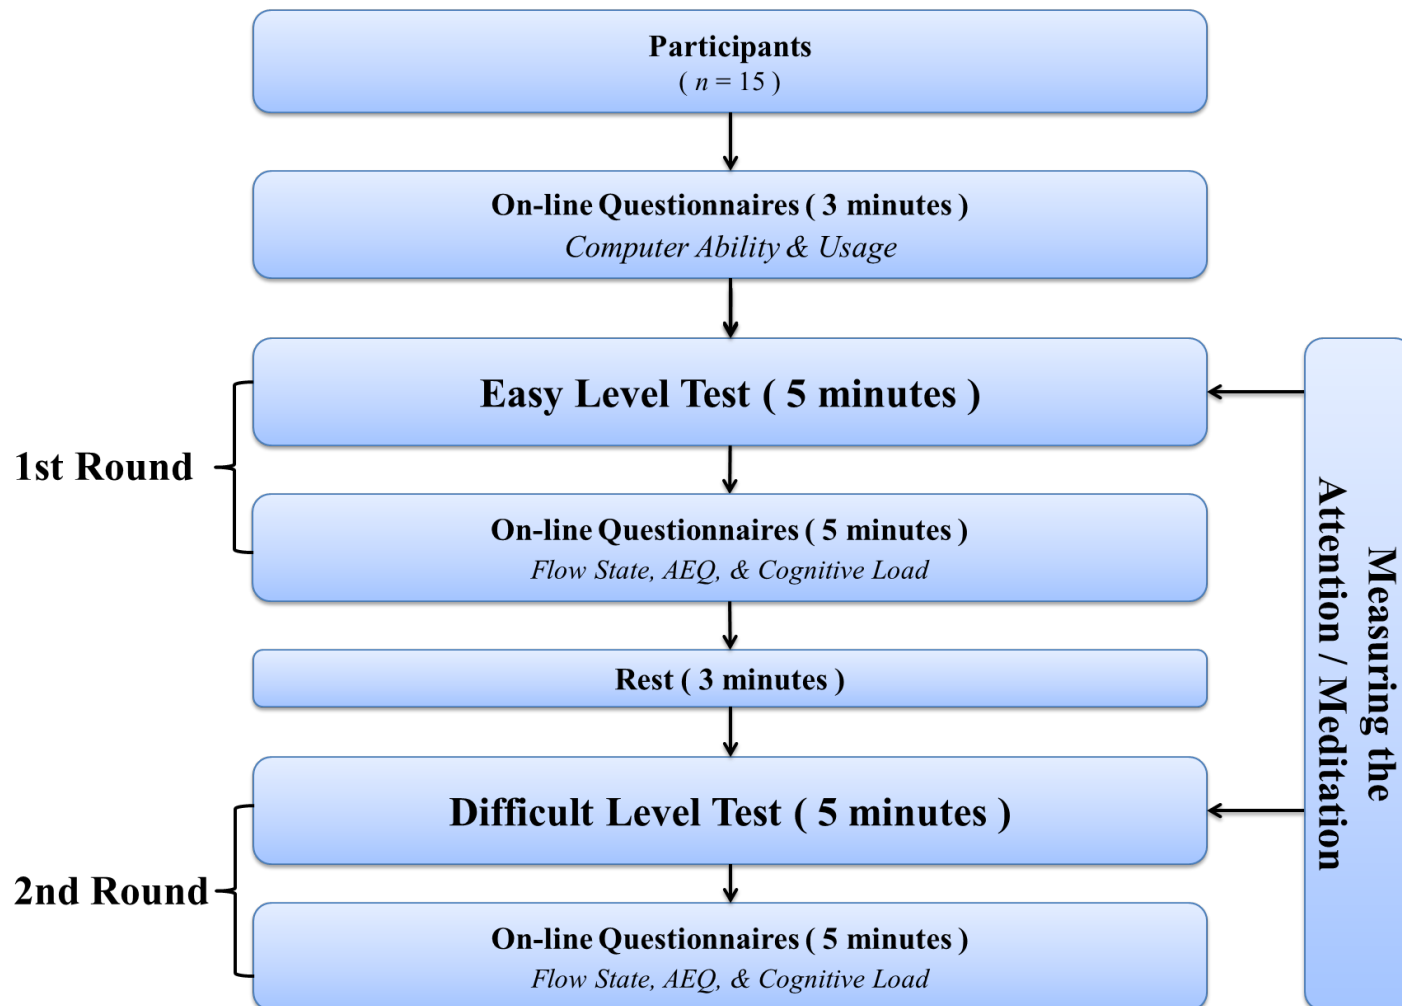 Participants
( n = 15 )
On-line Questionnaires ( 3 minutes )
Computer Ability & Usage
Easy Level Test ( 5 minutes )
1st Round
On-line Questionnaires ( 5 minutes )
Flow State, AEQ, & Cognitive Load
Rest ( 3 minutes )
Difficult Level Test ( 5 minutes )
2nd Round
On-line Questionnaires ( 5 minutes )
Flow State, AEQ, & Cognitive Load
Measuring the
Attention / Meditation